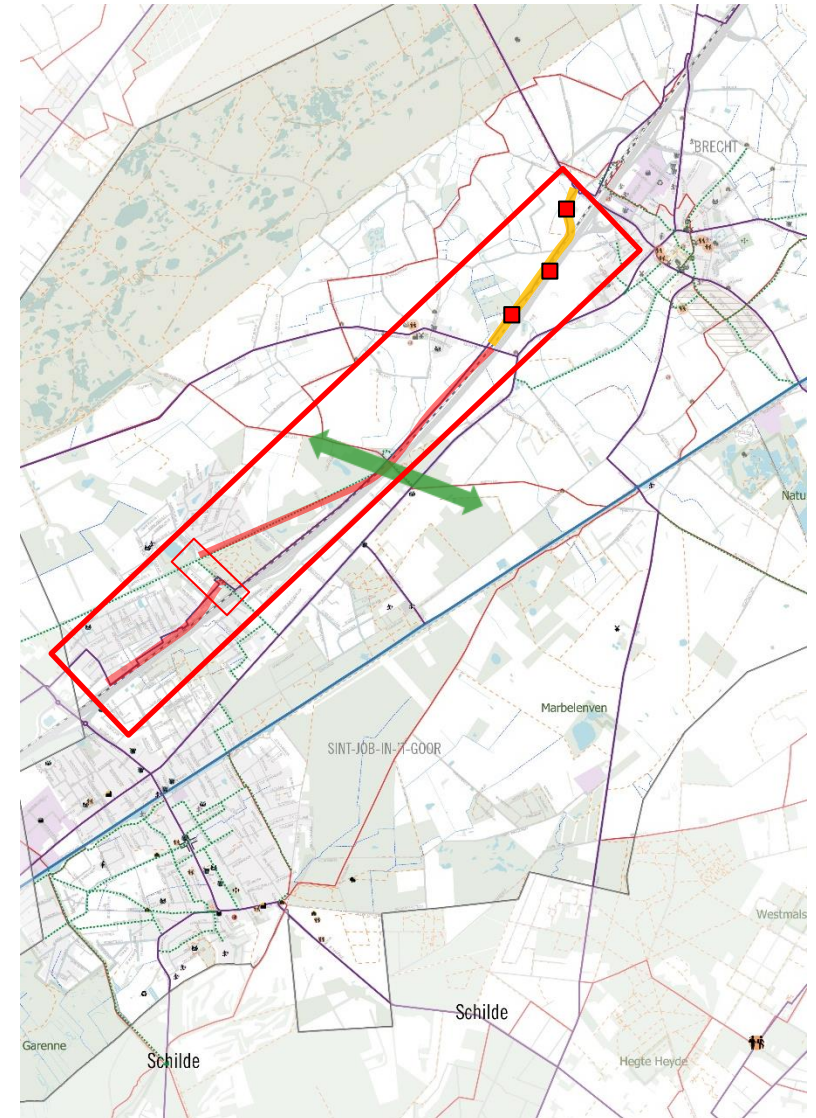 BRECHT
Natu
Marbelenven
SINT-JOB-IN-'T-GOOR
Westmals
Schilde
Garenne
Schilde
Hegte Heyde